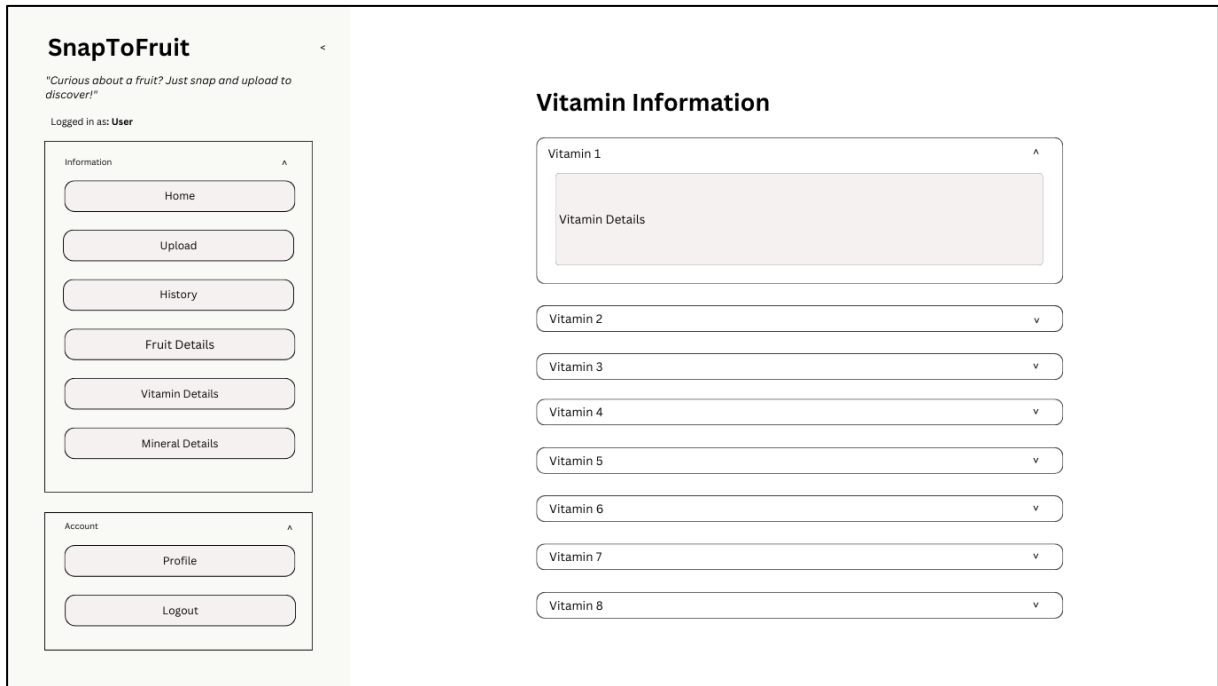 SnapToFruit
<
"Curious about a fruit? Just snap and upload to
discover!"
Logged in as: User
Information ^
Home
Upload
History
Fruit Details
Vitamin Details
Mineral Details
Account ^
Profile
Logout
Vitamin Information
Vitamin 1 ^
Vitamin Details
Vitamin 2 v
Vitamin 3 v
Vitamin 4 v
Vitamin 5 v
Vitamin 6 v
Vitamin 7 v
Vitamin 8 v